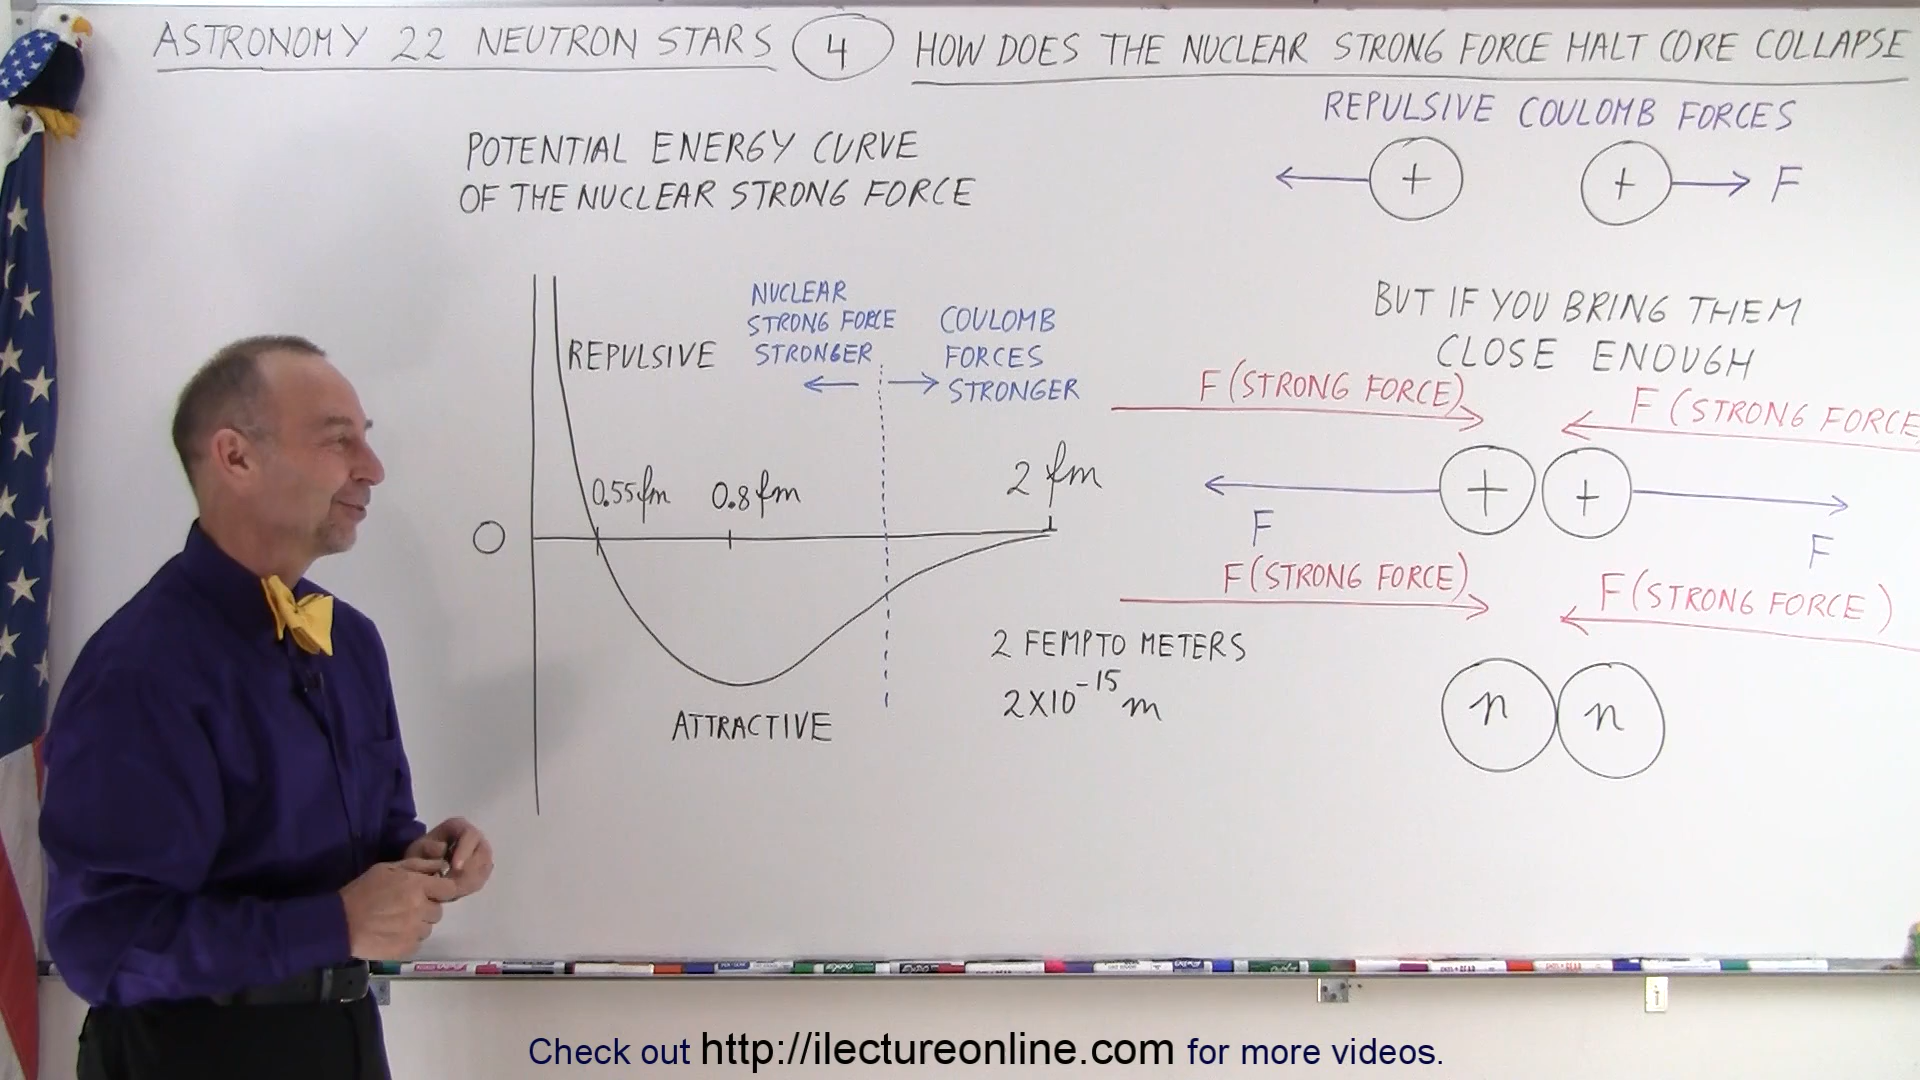 ASTRONOMY 22 NEUTRON STARS 4 HOW DOES THE NUCLEAR STRONG FORCE HALT CORE COLLAPSE
POTENTIAL ENERGY CURVE
OF THE NUCLEAR STRONG FORCE
NUCLEAR
STRONG FORCE
STRONGER
COULOMB
FORCES
STRONGER
REPULSIVE
0.55fm 0.8 fm
2 fm
O
ATTRACTIVE
2 FEMPTO METERS
2X10⁻¹⁵ m
REPULSIVE COULOMB FORCES
+ + F
BUT IF YOU BRING THEM
CLOSE ENOUGH
F (STRONG FORCE) F (STRONG FORCE
+ +
F F
F (STRONG FORCE) F (STRONG FORCE)
n n
EXPO
Check out http://ilectureonline.com for more videos.